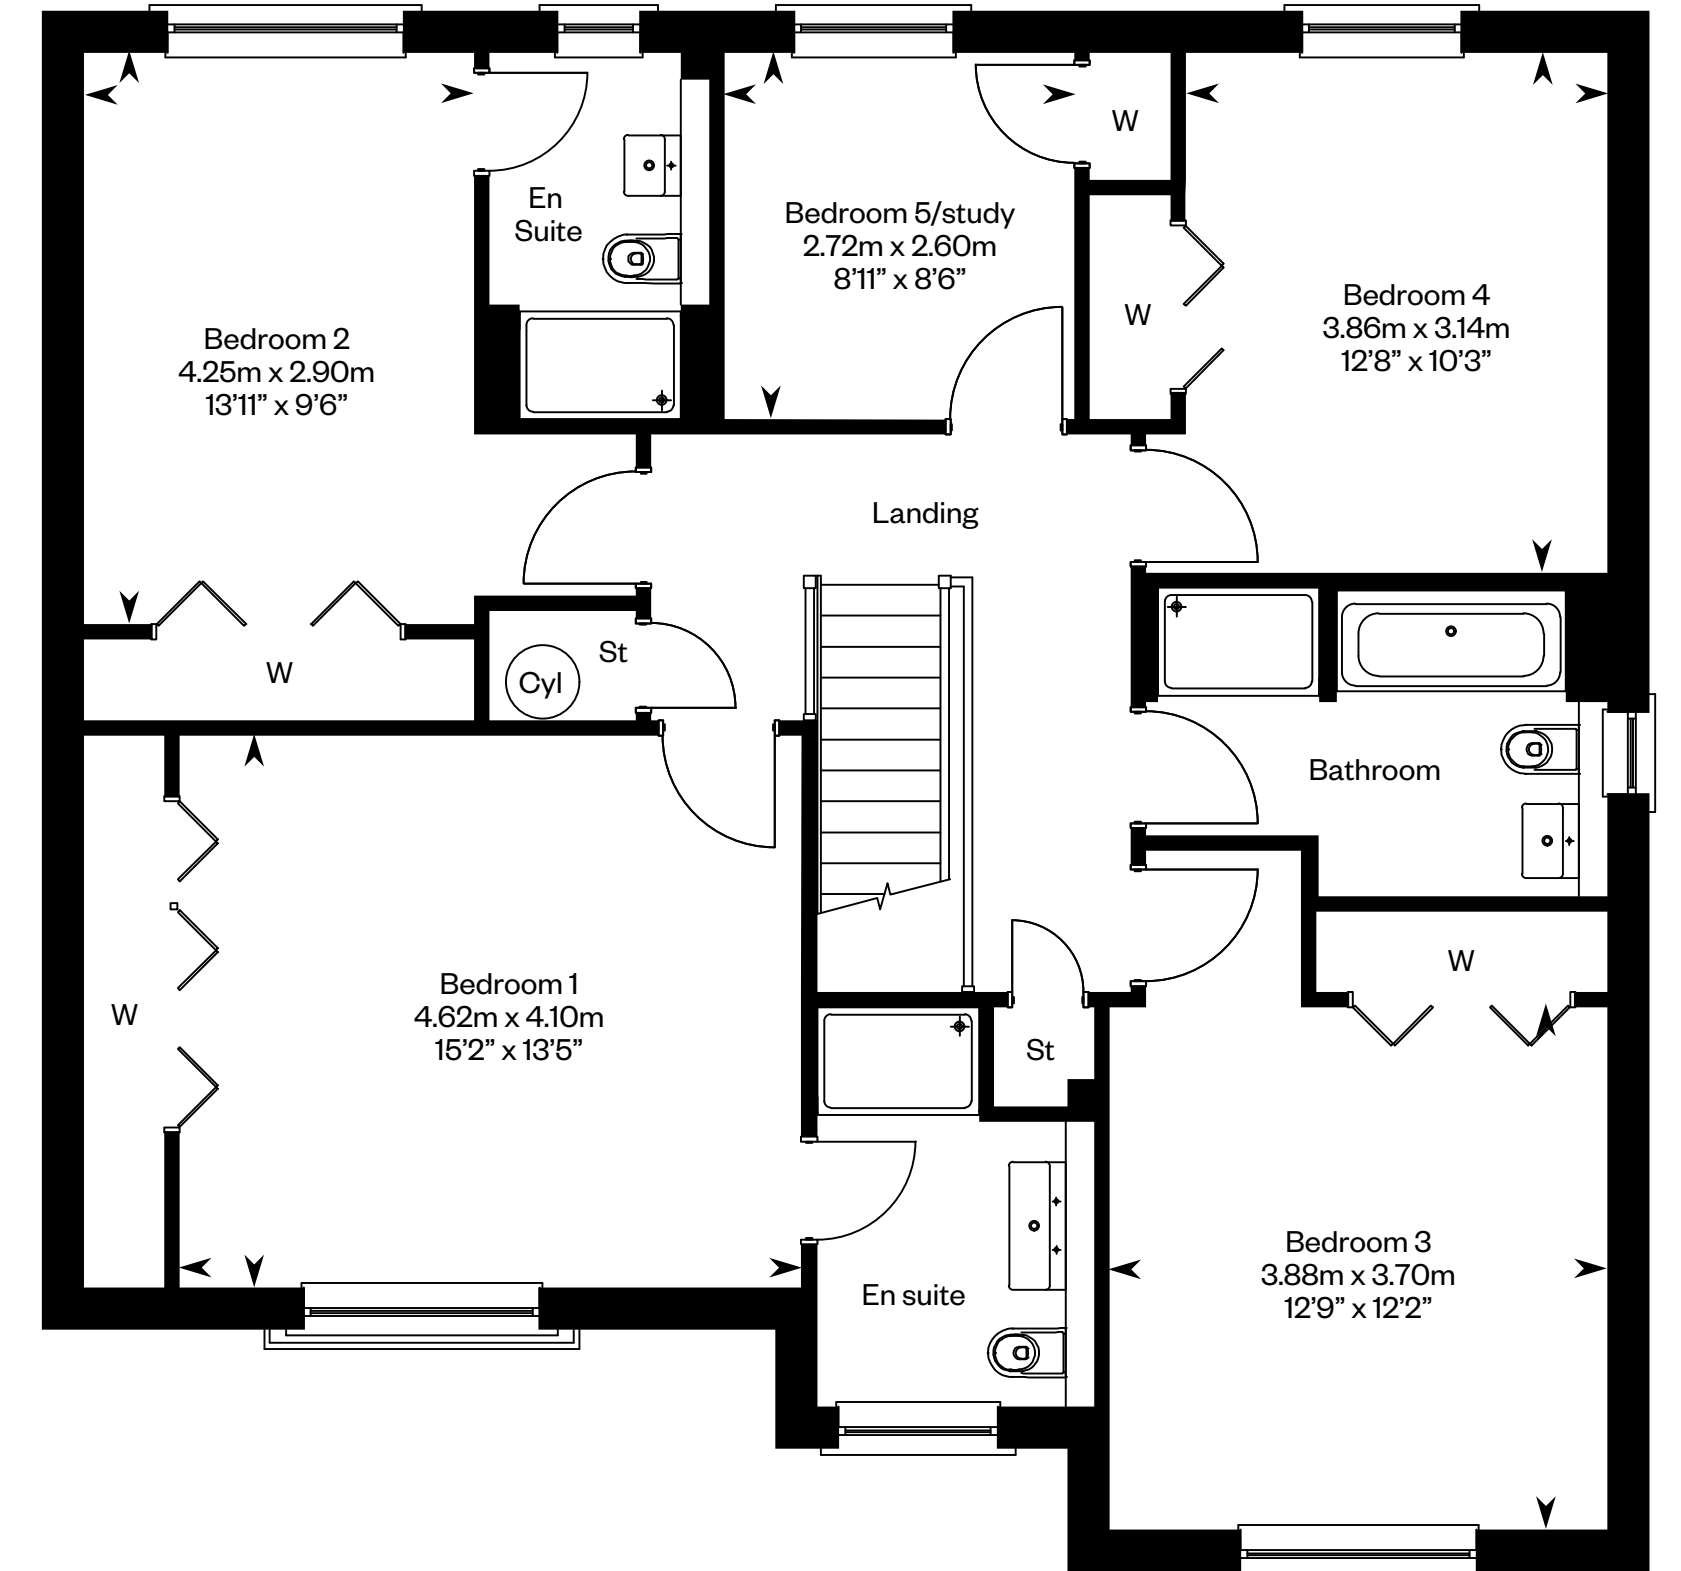 W
En
Suite
Bedroom 5/study
2.72m x 2.60m
8’11” x 8’6”
W
Bedroom 4
3.86m x 3.14m
12’8” x 10’3”
Bedroom 2
4.25m x 2.90m
13’11” x 9’6”
Landing
St
W
Cyl
Bathroom
W
Bedroom 1
4.62m x 4.10m
15’2” x 13’5”
W
St
Bedroom 3
3.88m x 3.70m
12’9” x 12’2”
En suite